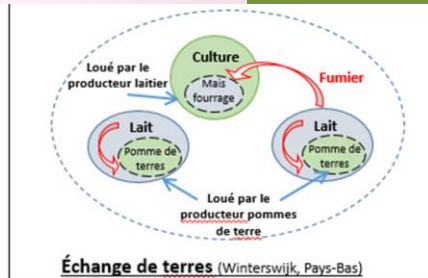 Culture
Loué par le
producteur laitier
Mais
fourrage
Fumier
Lait
Pomme de
terres
Lait
Pomme de
terres
Loué par le
producteur pommes
de terre
Échange de terres (Winterswijk, Pays-Bas)